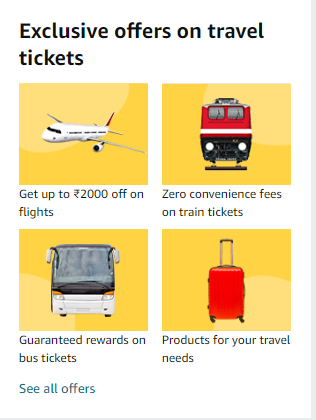 Exclusive offers on travel
tickets
Get up to ₹2000 off on
flights
Zero convenience fees
on train tickets
Guaranteed rewards on
bus tickets
Products for your travel
needs
See all offers